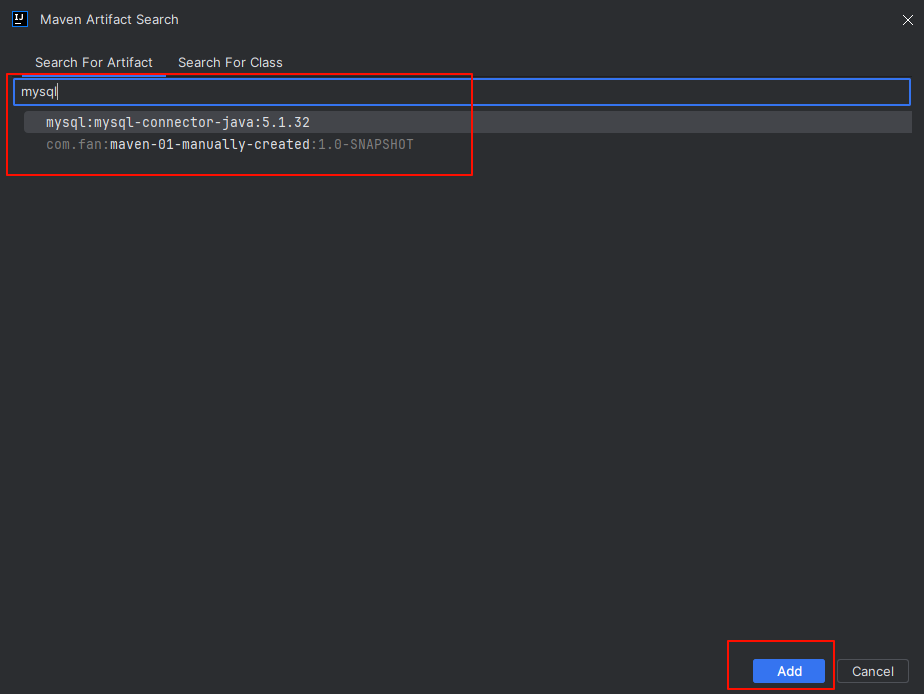 Maven Artifact Search
Search For Artifact Search For Class
mysql
mysql:mysql-connector-java:5.1.32
com.fan:maven-01-manually-created:1.0-SNAPSHOT
Add Cancel